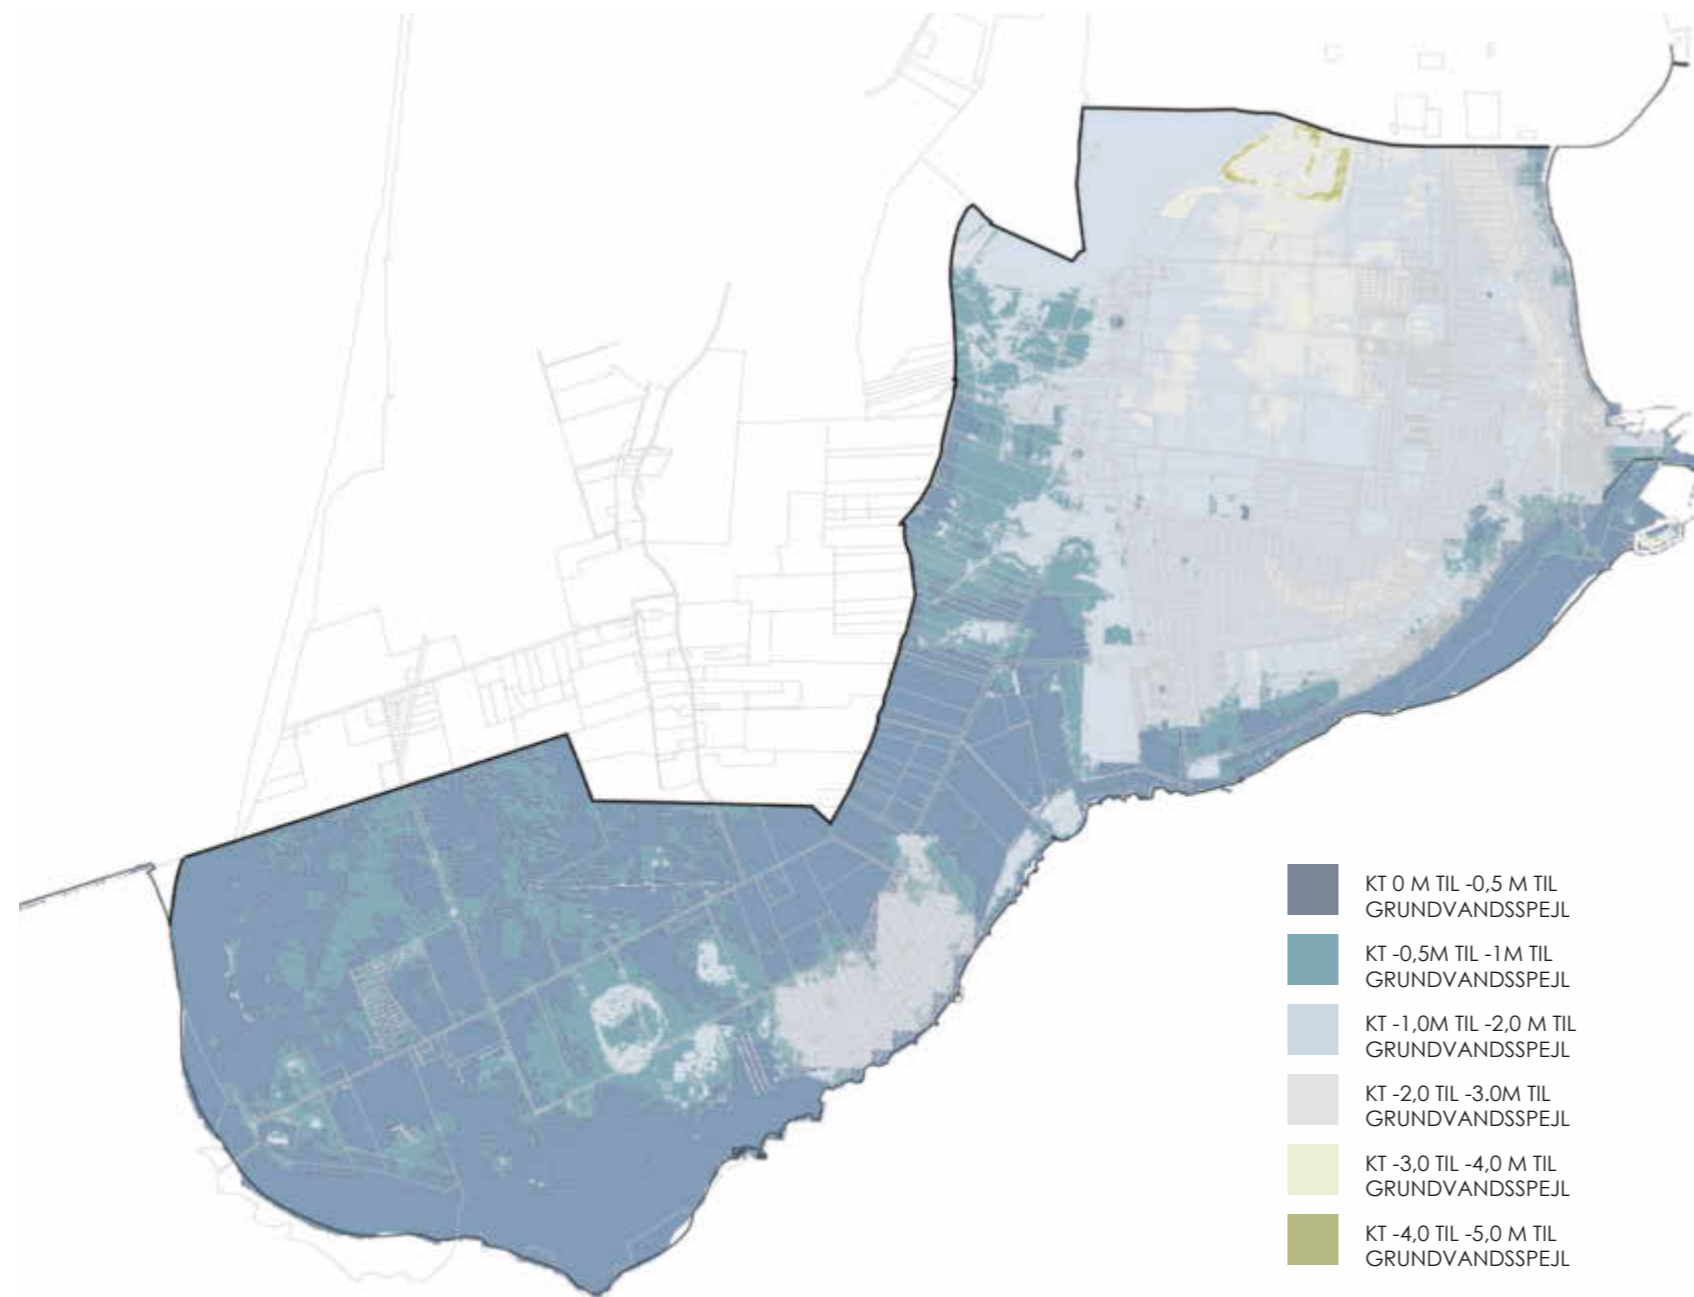 KT 0 M TIL -0,5 M TIL
GRUNDVANDSSPEJL
KT -0,5M TIL -1M TIL
GRUNDVANDSSPEJL
KT -1,0M TIL -2,0 M TIL
GRUNDVANDSSPEJL
KT -2,0 TIL -3.0M TIL
GRUNDVANDSSPEJL
KT -3,0 TIL -4,0 M TIL
GRUNDVANDSSPEJL
KT -4,0 TIL -5,0 M TIL
GRUNDVANDSSPEJL